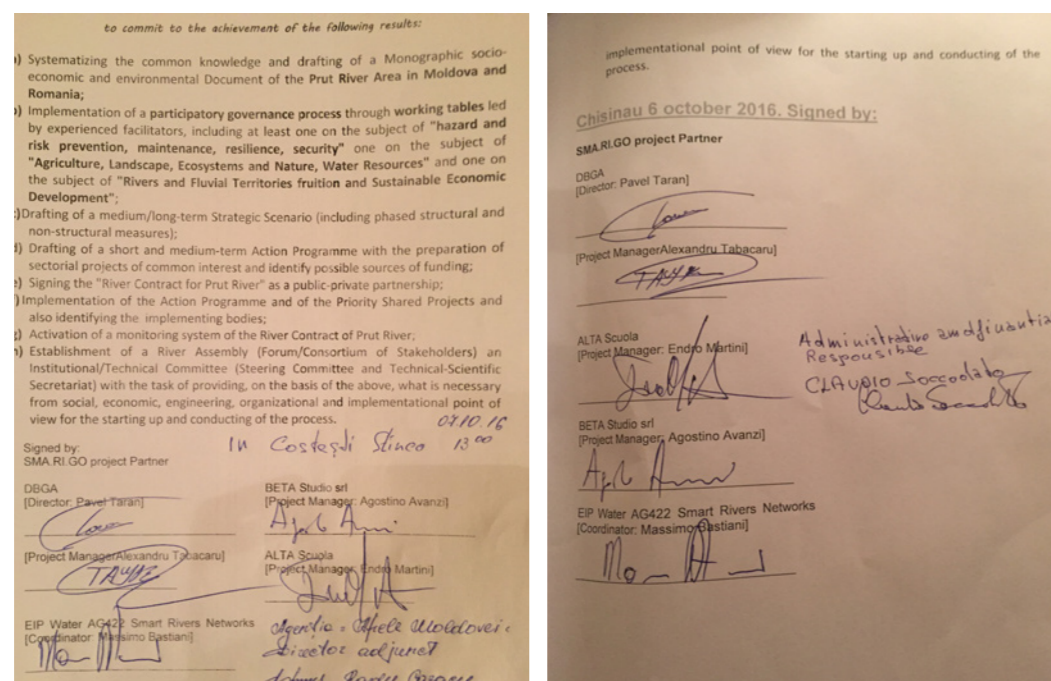 to commit to the achievement of the following results:
) Systematizing the common knowledge and drafting of a Monographic socio-
economic and environmental Document of the Prut River Area in Moldova and
Romania;
) Implementation of a participatory governance process through working tables led
by experienced facilitators, including at least one on the subject of "hazard and
risk prevention, maintenance, resilience, security" one on the subject of
"Agriculture, Landscape, Ecosystems and Nature, Water Resources" and one on
the subject of "Rivers and Fluvial Territories fruition and Sustainable Economic
Development";
)Drafting of a medium/long-term Strategic Scenario (including phased structural and
non-structural measures);
) Drafting of a short and medium-term Action Programme with the preparation of
sectorial projects of common interest and identify possible sources of funding;
) Signing the "River Contract for Prut River" as a public-private partnership;
)Implementation of the Action Programme and of the Priority Shared Projects and
also identifying the implementing bodies;
) Activation of a monitoring system of the River Contract of Prut River;
) Establishment of a River Assembly (Forum/Consortium of Stakeholders) an
Institutional/Technical Committee (Steering Committee and Technical-Scientific
Secretariat) with the task of providing, on the basis of the above, what is necessary
from social, economic, engineering, organizational and implementational point of
view for the starting up and conducting of the process.
07.10.16
In Costești Stinca 13 00
Signed by:
SMA.RI.GO project Partner
DBGA
[Director: Pavel Taran]
[Project ManagerAlexandru Tabacaru]
EIP Water AG422 Smart Rivers Networks
[Coordinator: Massimo Bastiani]
BETA Studio srl
[Project Manager: Agostino Avanzi]
ALTA Scuola
[Project Manager: Endro Martini]
Agenția "Apele Moldovei"
Director adjunct
implementational point of view for the starting up and conducting of the
process.
Chisinau 6 october 2016. Signed by:
SMA.RI.GO project Partner
DBGA
[Director: Pavel Taran]
[Project ManagerAlexandru Tabacaru]
ALTA Scuola
[Project Manager: Endro Martini]
Administrative and finantial
Responsible
CLAUDIO Soccodato
BETA Studio srl
[Project Manager: Agostino Avanzi]
EIP Water AG422 Smart Rivers Networks
[Coordinator: Massimo Bastiani]